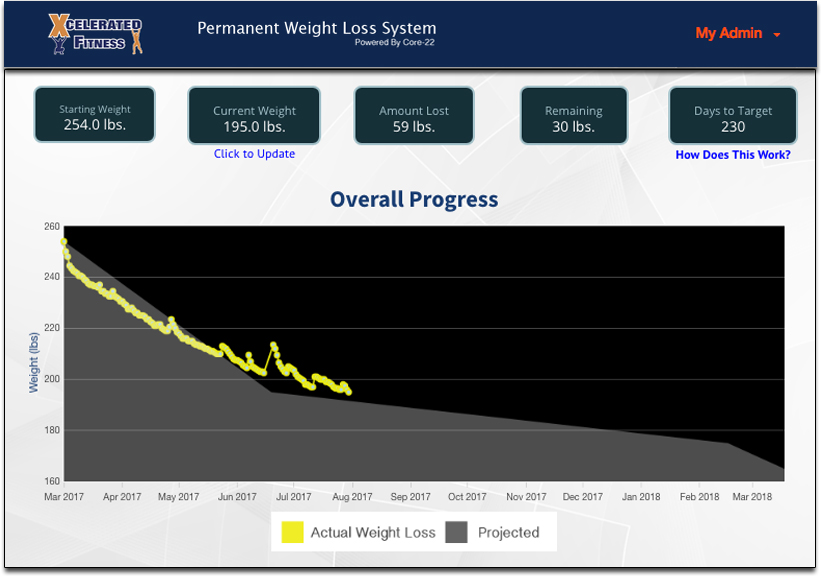 XCELERATED
FITNESS
Permanent Weight Loss System
Powered By Core-22
My Admin
Starting Weight
254.0 lbs.
Current Weight
195.0 lbs.
Amount Lost
59 lbs.
Remaining
30 lbs.
Days to Target
230
Click to Update
How Does This Work?
Overall Progress
260
240
220
200
180
160
Weight (lbs)
Mar 2017 Apr 2017 May 2017 Jun 2017 Jul 2017 Aug 2017 Sep 2017 Oct 2017 Nov 2017 Dec 2017 Jan 2018 Feb 2018 Mar 2018
Actual Weight Loss Projected